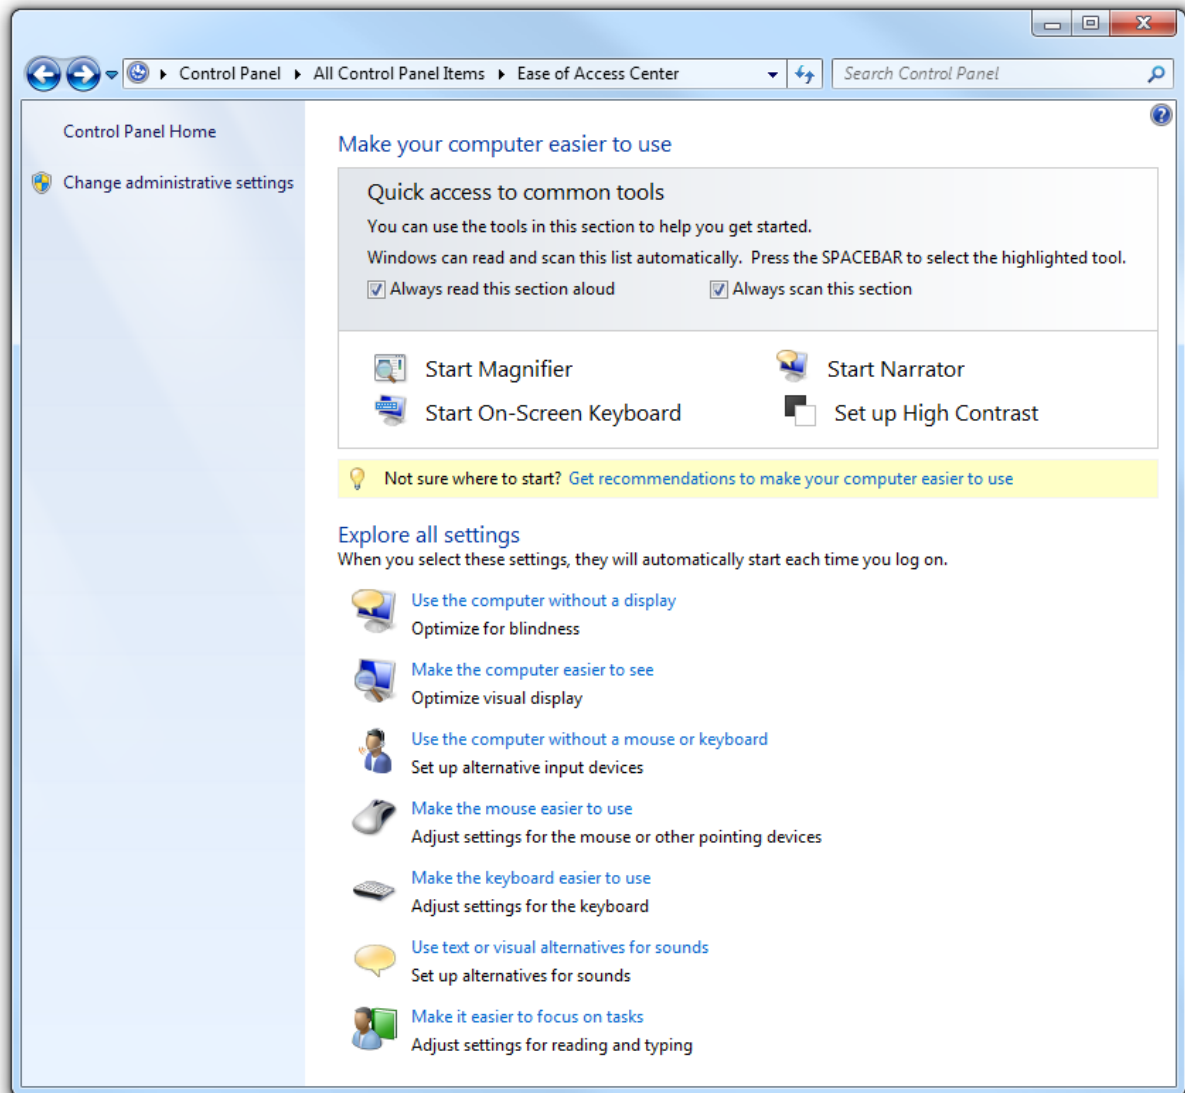 Control Panel ▸ All Control Panel Items ▸ Ease of Access Center
Search Control Panel
Control Panel Home
Change administrative settings
Make your computer easier to use
Quick access to common tools
You can use the tools in this section to help you get started.
Windows can read and scan this list automatically.  Press the SPACEBAR to select the highlighted tool.
Always read this section aloud
Always scan this section
Start Magnifier
Start Narrator
Start On-Screen Keyboard
Set up High Contrast
Not sure where to start? Get recommendations to make your computer easier to use
Explore all settings
When you select these settings, they will automatically start each time you log on.
Use the computer without a display
Optimize for blindness
Make the computer easier to see
Optimize visual display
Use the computer without a mouse or keyboard
Set up alternative input devices
Make the mouse easier to use
Adjust settings for the mouse or other pointing devices
Make the keyboard easier to use
Adjust settings for the keyboard
Use text or visual alternatives for sounds
Set up alternatives for sounds
Make it easier to focus on tasks
Adjust settings for reading and typing